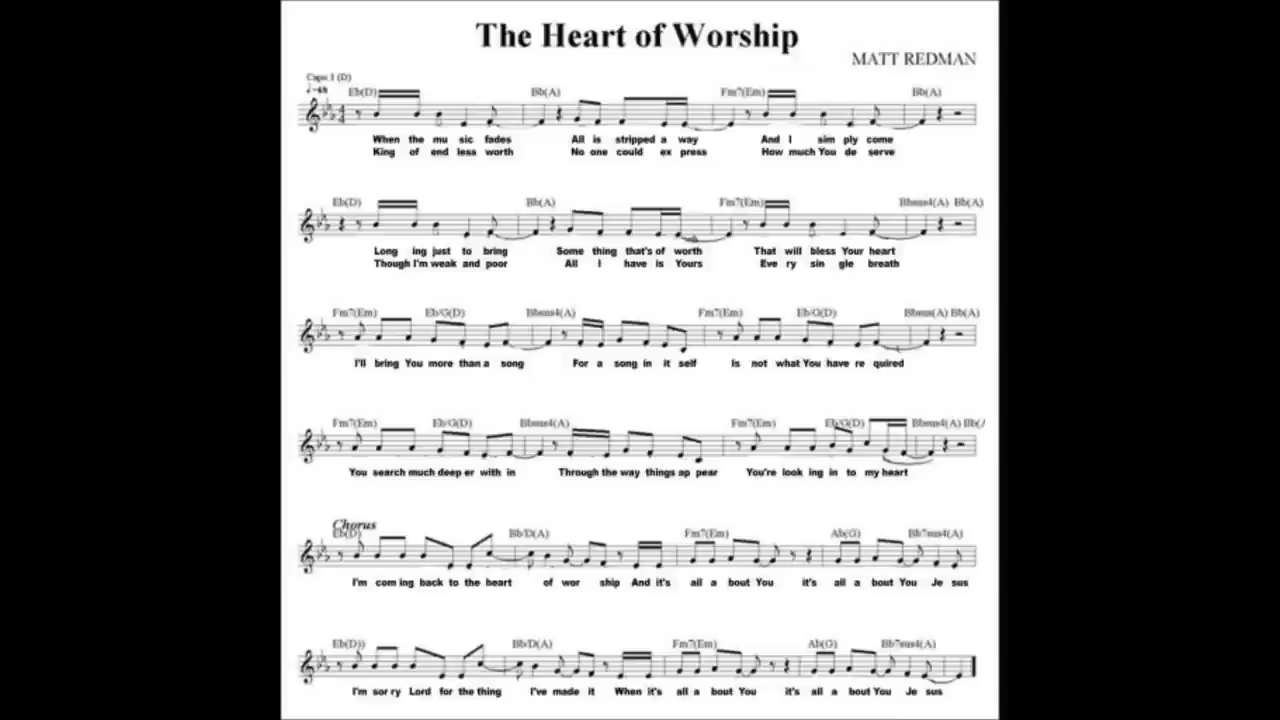 The Heart of Worship
MATT REDMAN
Capo 1 (D)
Eb(D) Bb(A) Fm7(Em) Bb(A)
When the mu sic fades All is stripped a way And I sim ply come
King of end less worth No one could ex press How much You de serve
Eb(D) Bb(A) Fm7(Em) Bbsus4(A) Bb(A)
Long ing just to bring Some thing that's of worth That will bless Your heart
Though I'm weak and poor All I have is Yours Eve ry sin gle breath
Fm7(Em) Eb/G(D) Bbsus4(A) Fm7(Em) Eb/G(D) Bbsus(A) Bb(A)
I'll bring You more than a song For a song in it self Is not what You have re quired
Fm7(Em) Eb/G(D) Bbsus4(A) Fm7(Em) Eb/G(D) Bbsus4(A) Bb(/
You search much deep er with in Through the way things ap pear You're look ing in to my heart
Chorus
Eb(D) Bb/D(A) Fm7(Em) Ab(G) Bb7sus4(A)
I'm com ing back to the heart of wor ship And it's all a bout You it's all a bout You Je sus
Eb(D)) Bb/D(A) Fm7(Em) Ab(G) Bb7sus4(A)
I'm sor ry Lord for the thing I've made it When it's all a bout You it's all a bout You Je sus